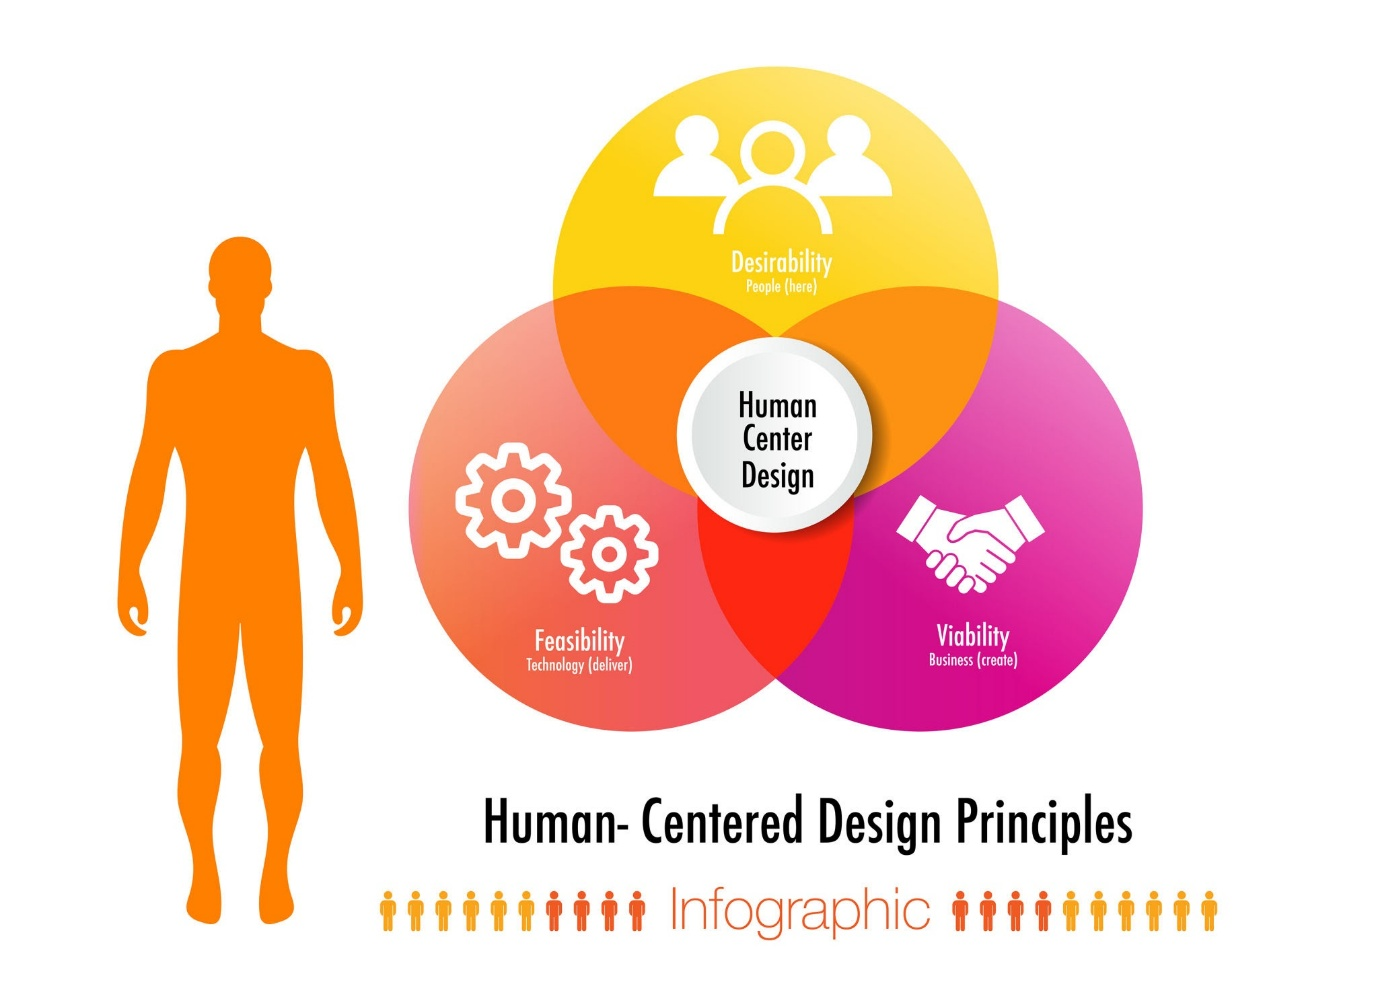 Desirability
People (here)
Human
Center
Design
Feasibility
Technology (deliver)
Viability
Business (create)
Human- Centered Design Principles
Infographic